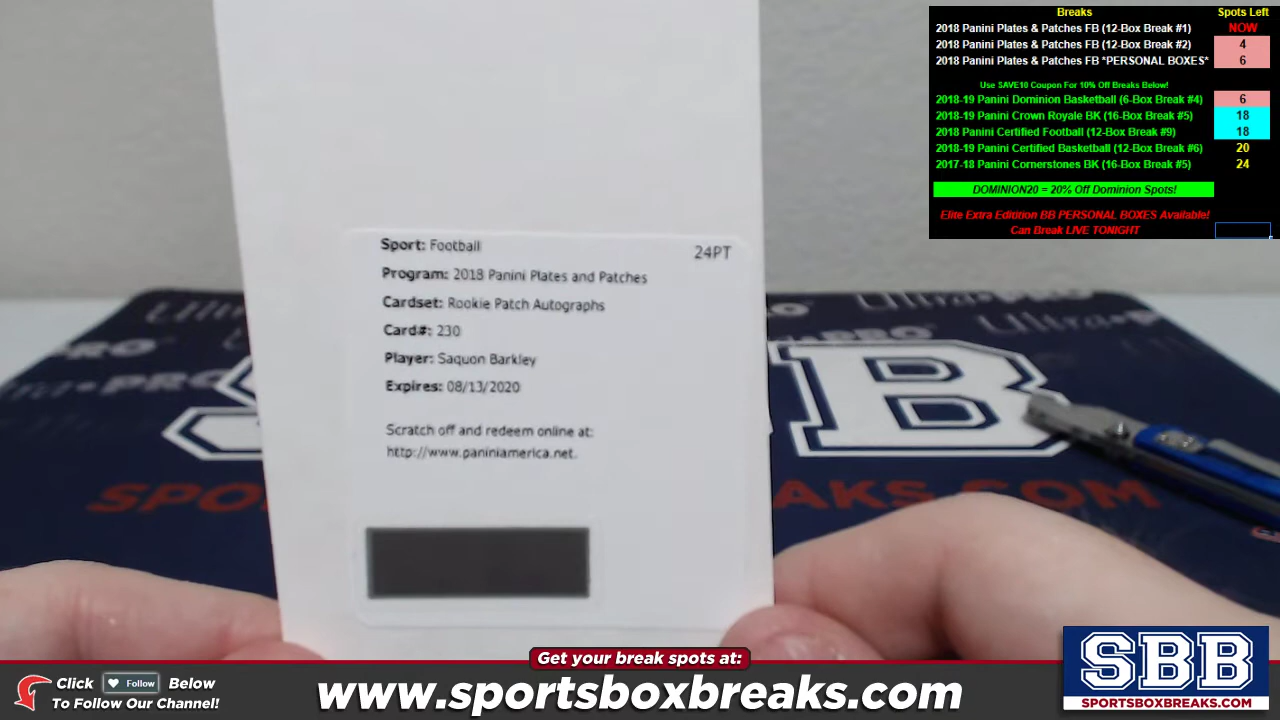 Breaks Spots Left
2018 Panini Plates & Patches FB (12-Box Break #1) NOW
2018 Panini Plates & Patches FB (12-Box Break #2) 4
2018 Panini Plates & Patches FB *PERSONAL BOXES* 6
Use SAVE10 Coupon For 10% Off Breaks Below!
2018-19 Panini Dominion Basketball (6-Box Break #4) 6
2018-19 Panini Crown Royale BK (16-Box Break #5) 18
2018 Panini Certified Football (12-Box Break #9) 18
2018-19 Panini Certified Basketball (12-Box Break #6) 20
2017-18 Panini Cornerstones BK (16-Box Break #5) 24
DOMINION20 = 20% Off Dominion Spots!
Elite Extra Edittion BB PERSONAL BOXES Available!
Can Break LIVE TONIGHT
Sport: Football 24PT
Program: 2018 Panini Plates and Patches
Cardset: Rookie Patch Autographs
Card#: 230
Player: Saquon Barkley
Expires: 08/13/2020
Scratch off and redeem online at:
http://www.paniniamerica.net.
Ultra PRO
B
SPO
REAKS.COM
Get your break spots at:
Click Follow Below
To Follow Our Channel!
www.sportsboxbreaks.com
SBB
SPORTSBOXBREAKS.COM